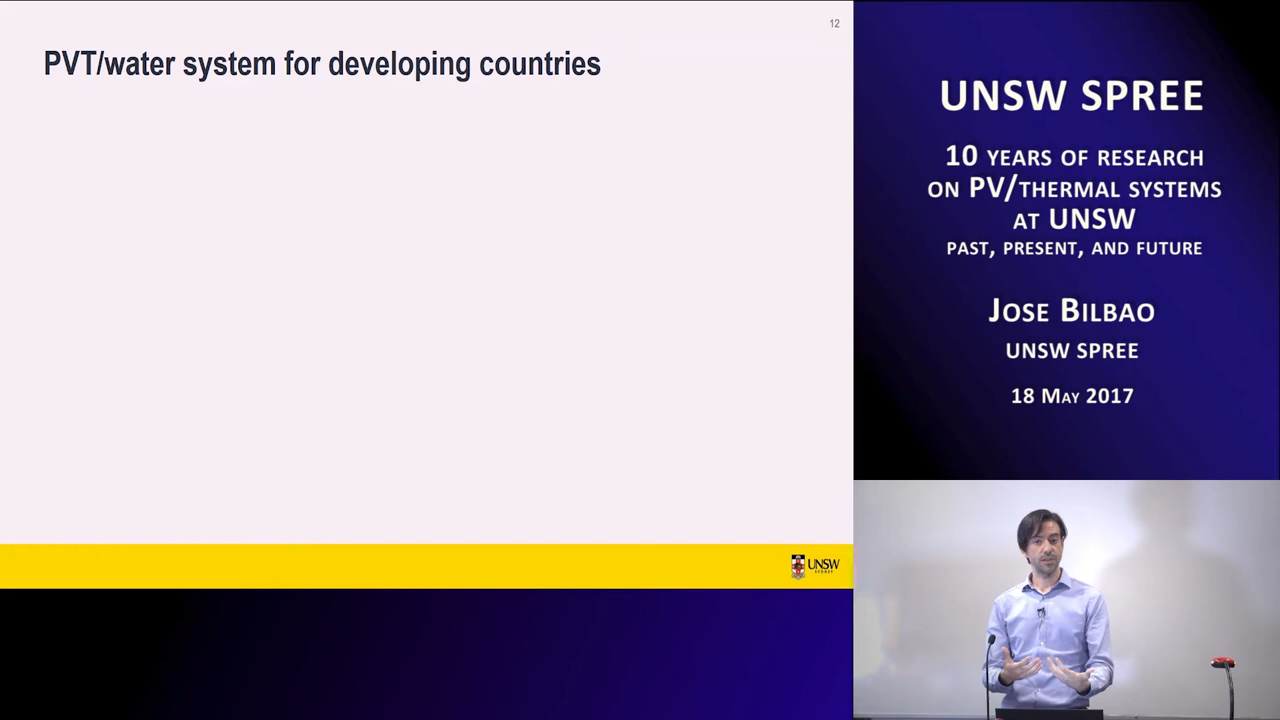 12
PVT/water system for developing countries
UNSW
SYDNEY
UNSW SPREE
10 YEARS OF RESEARCH
ON PV/THERMAL SYSTEMS
AT UNSW
PAST, PRESENT, AND FUTURE
JOSE BILBAO
UNSW SPREE
18 MAY 2017